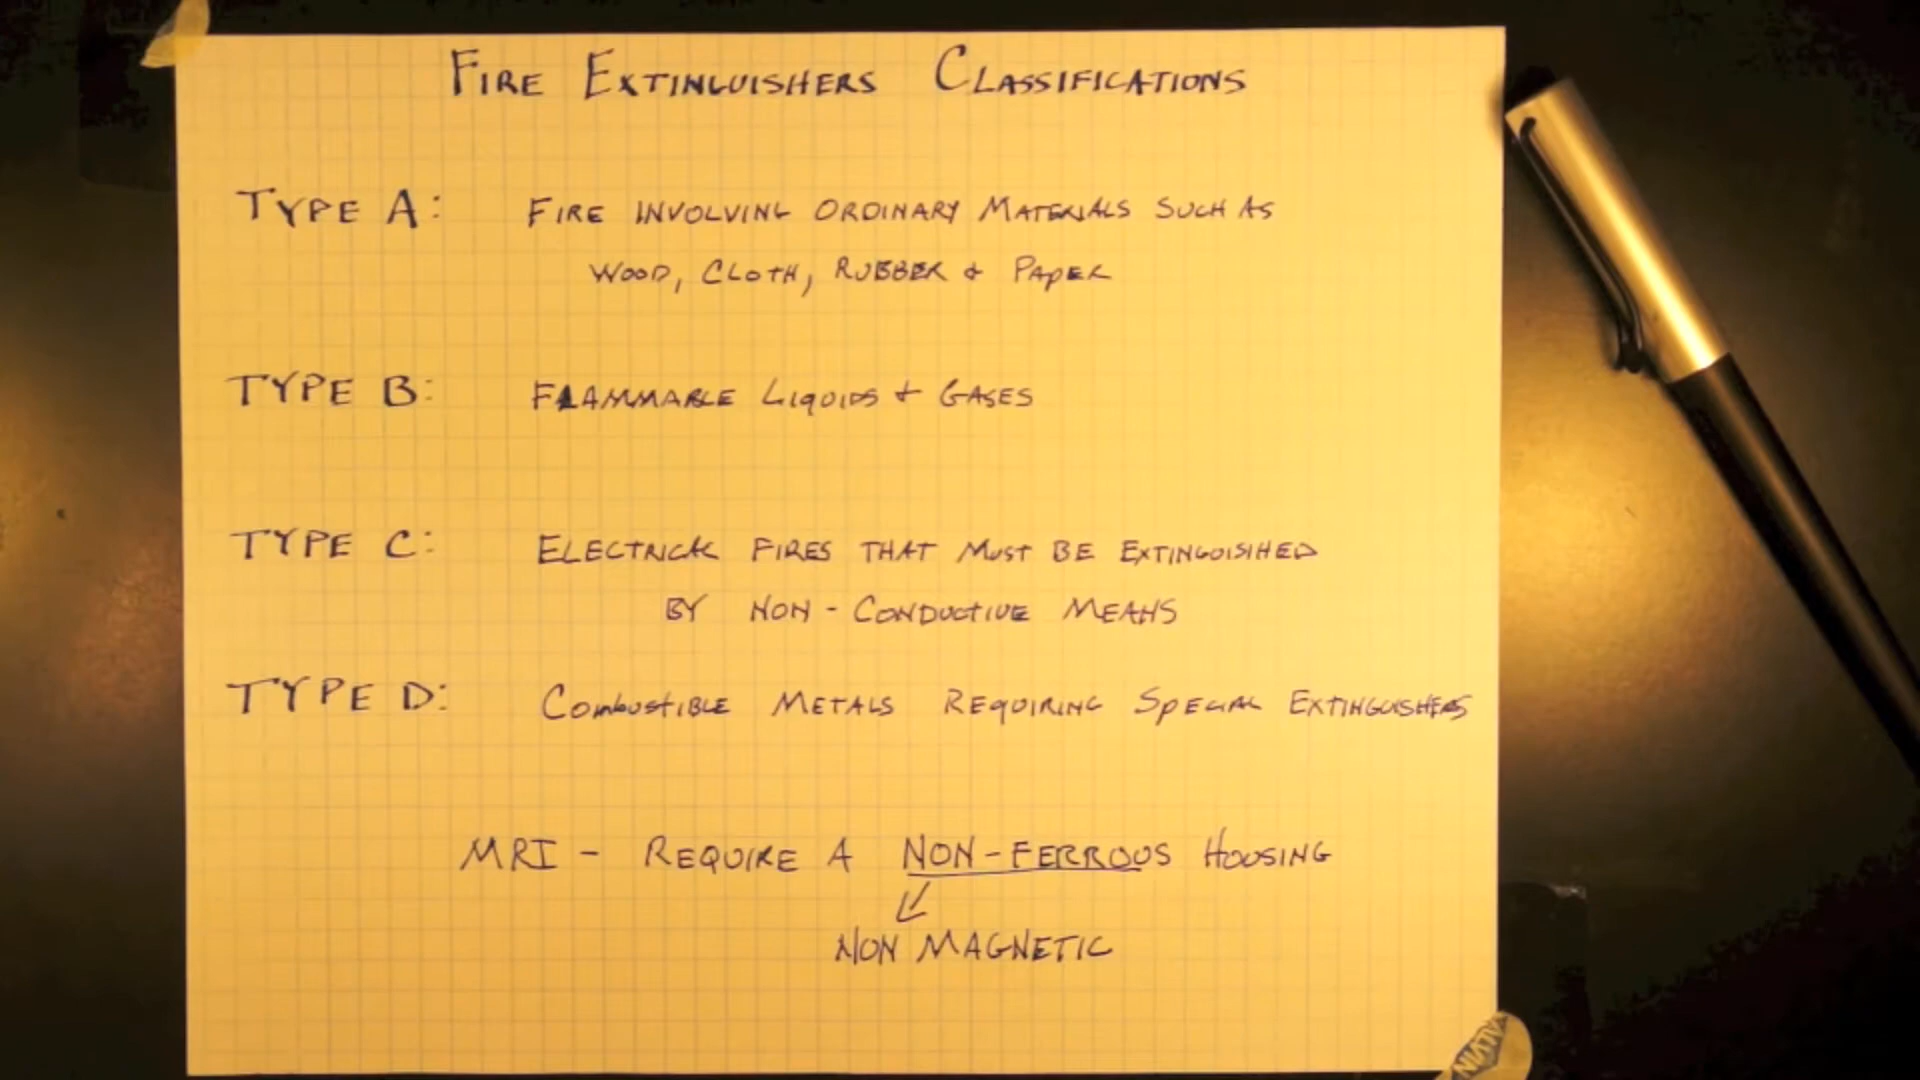 FIRE EXTINGUISHERS CLASSIFICATIONS
TYPE A: FIRE INVOLVING ORDINARY MATERIALS SUCH AS
WOOD, CLOTH, RUBBER & PAPER
TYPE B: FLAMMABLE LIQUIDS + GASES
TYPE C: ELECTRICAL FIRES THAT MUST BE EXTINGUISHED
BY NON-CONDUCTIVE MEANS
TYPE D: COMBUSTIBLE METALS REQUIRING SPECIAL EXTINGUISHERS
MRI - REQUIRE A NON-FERROUS HOUSING
NON MAGNETIC
ALVIN